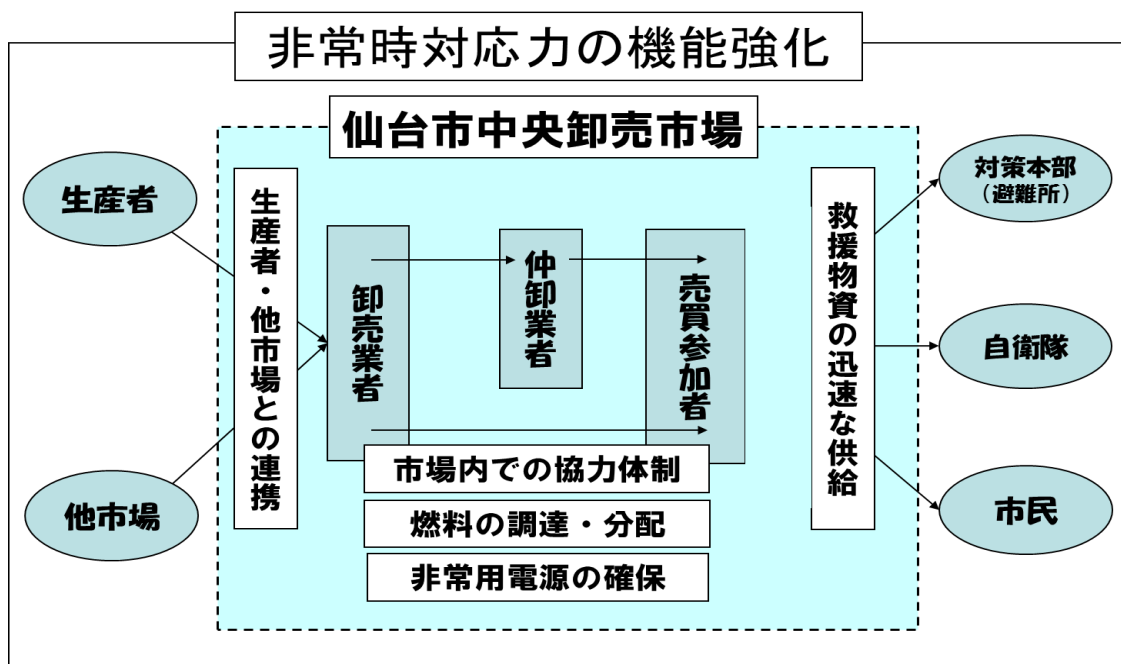 非常時対応力の機能強化
仙台市中央卸売市場
生産者
他市場
生産者・他市場との連携
卸売業者
仲卸業者
売買参加者
市場内での協力体制
燃料の調達・分配
非常用電源の確保
救援物資の迅速な供給
対策本部
（避難所）
自衛隊
市民